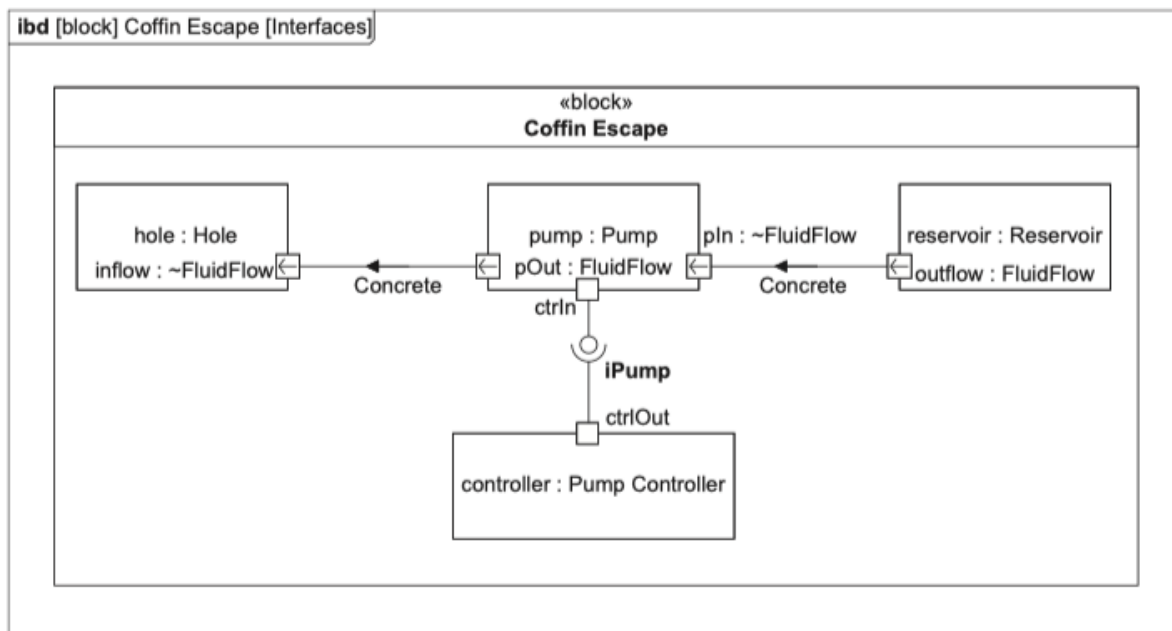 ibd [block] Coffin Escape [Interfaces]
«block»
Coffin Escape
hole : Hole
inflow : ~FluidFlow
Concrete
pump : Pump
pOut : FluidFlow
pIn : ~FluidFlow
Concrete
reservoir : Reservoir
outflow : FluidFlow
ctrIn
iPump
ctrlOut
controller : Pump Controller